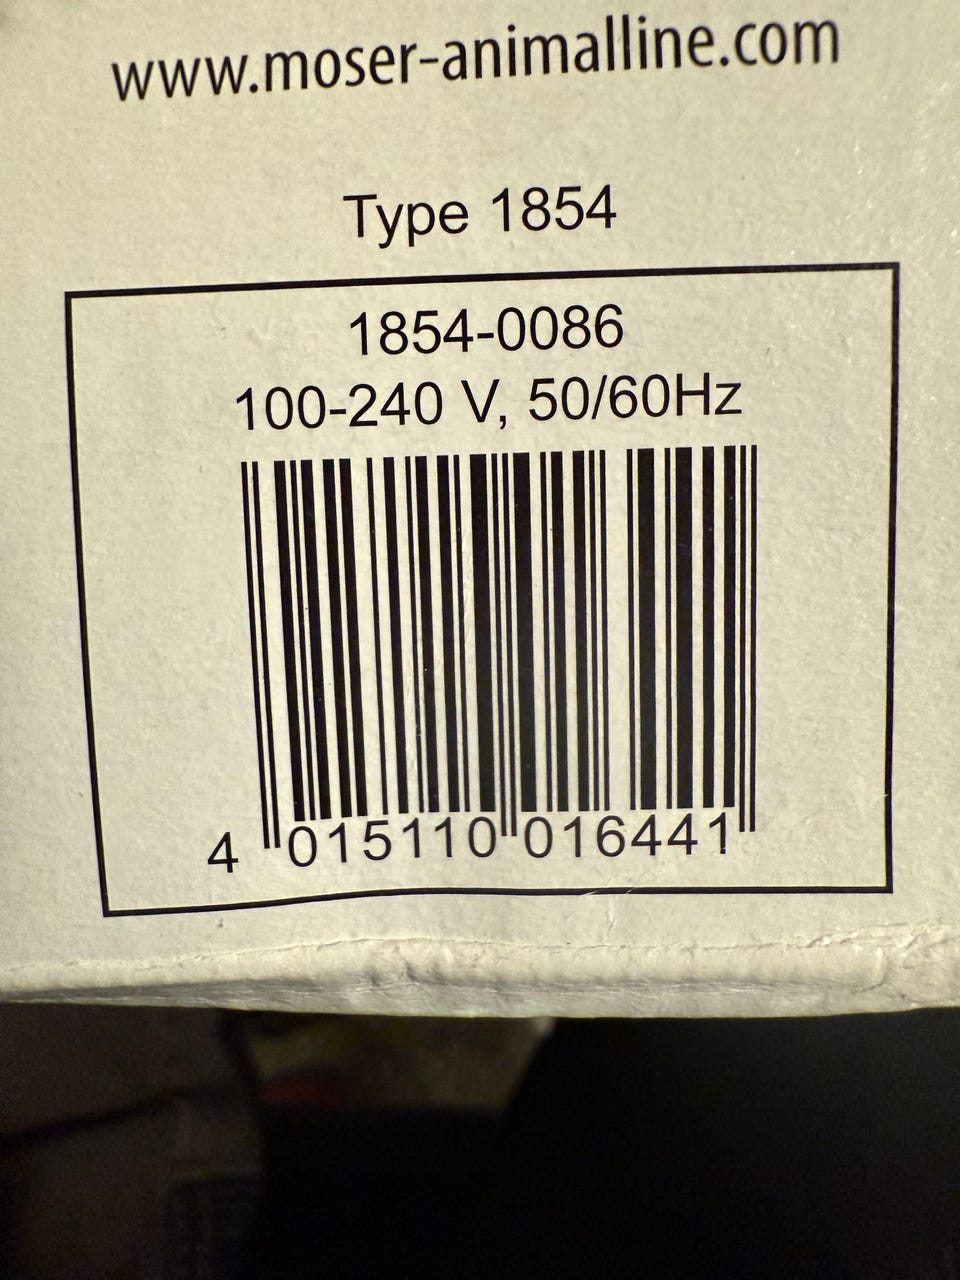 www.moser-animalline.com
Type 1854
1854-0086
100-240 V, 50/60Hz
4 015110 016441